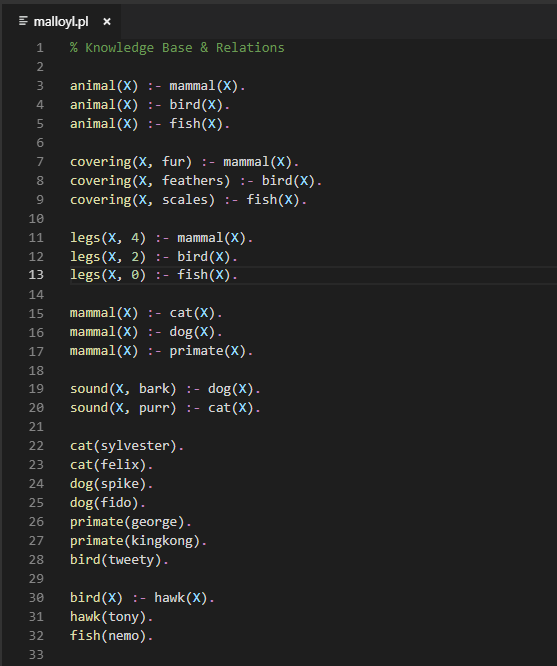 malloyl.pl ×
1 % Knowledge Base & Relations
2
3 animal(X) :- mammal(X).
4 animal(X) :- bird(X).
5 animal(X) :- fish(X).
6
7 covering(X, fur) :- mammal(X).
8 covering(X, feathers) :- bird(X).
9 covering(X, scales) :- fish(X).
10
11 legs(X, 4) :- mammal(X).
12 legs(X, 2) :- bird(X).
13 legs(X, 0) :- fish(X).
14
15 mammal(X) :- cat(X).
16 mammal(X) :- dog(X).
17 mammal(X) :- primate(X).
18
19 sound(X, bark) :- dog(X).
20 sound(X, purr) :- cat(X).
21
22 cat(sylvester).
23 cat(felix).
24 dog(spike).
25 dog(fido).
26 primate(george).
27 primate(kingkong).
28 bird(tweety).
29
30 bird(X) :- hawk(X).
31 hawk(tony).
32 fish(nemo).
33